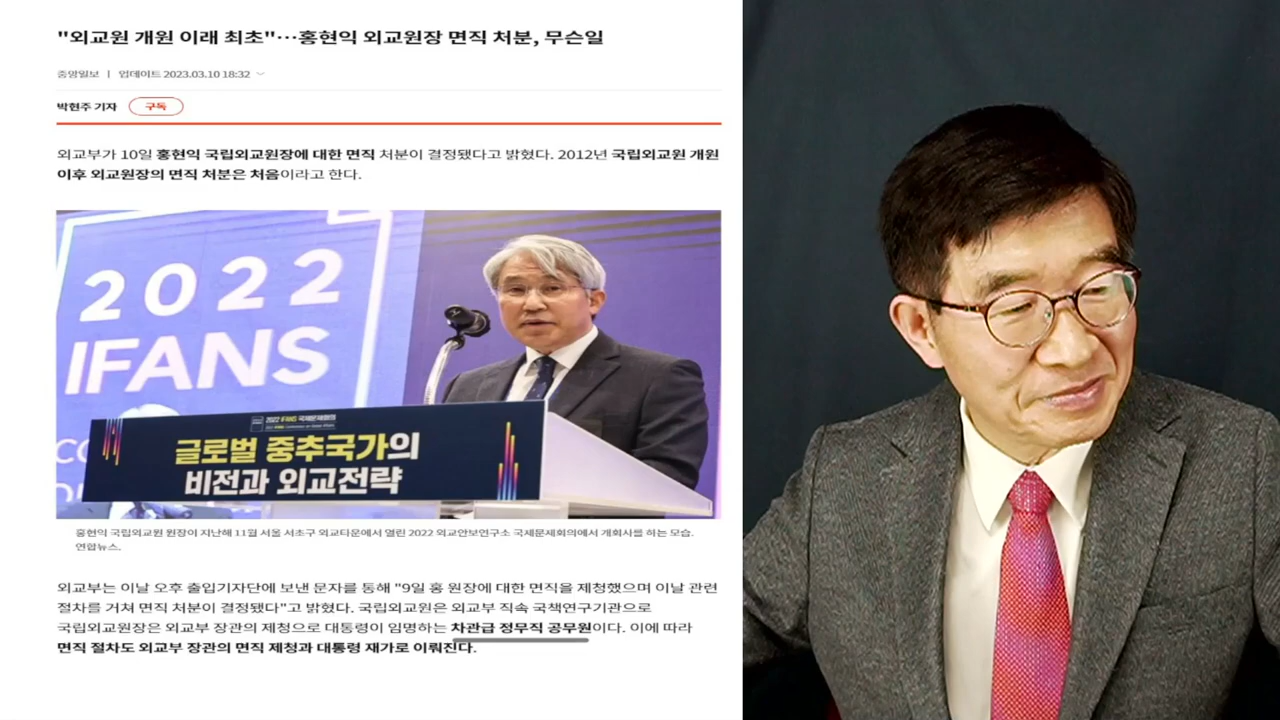 "외교원 개원 이래 최초"…홍현익 외교원장 면직 처분, 무슨일
중앙일보 | 업데이트 2023.03.10 18:32
박현주 기자 구독
외교부가 10일 홍현익 국립외교원장에 대한 면직 처분이 결정됐다고 밝혔다. 2012년 국립외교원 개원
이후 외교원장의 면직 처분은 처음이라고 한다.
2022
IFANS
2022 IFANS 국제문제회의
글로벌 중추국가의
비전과 외교전략
홍현익 국립외교원 원장이 지난해 11월 서울 서초구 외교타운에서 열린 2022 외교안보연구소 국제문제회의에서 개회사를 하는 모습.
연합뉴스.
외교부는 이날 오후 출입기자단에 보낸 문자를 통해 "9일 홍 원장에 대한 면직을 제청했으며 이날 관련
절차를 거쳐 면직 처분이 결정됐다"고 밝혔다. 국립외교원은 외교부 직속 국책연구기관으로
국립외교원장은 외교부 장관의 제청으로 대통령이 임명하는 차관급 정무직 공무원이다. 이에 따라
면직 절차도 외교부 장관의 면직 제청과 대통령 재가로 이뤄진다.